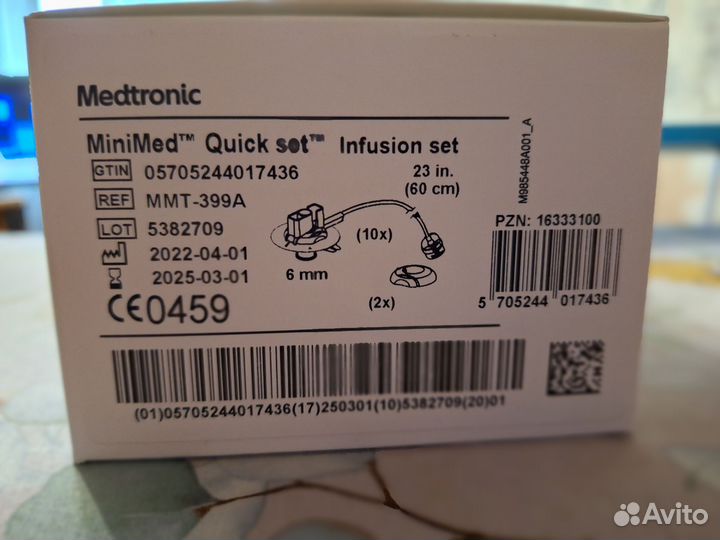 Medtronic
MiniMed™ Quick set™ Infusion set
GTIN 05705244017436
23 in.
(60 cm)
REF MMT-399A
LOT 5382709
(10x)
2022-04-01
6 mm
2025-03-01
(2x)
CE0459
M985448A001_A
PZN: 16333100
5 705244 017436
(01)05705244017436(17)250301(10)5382709(20)01
Avito